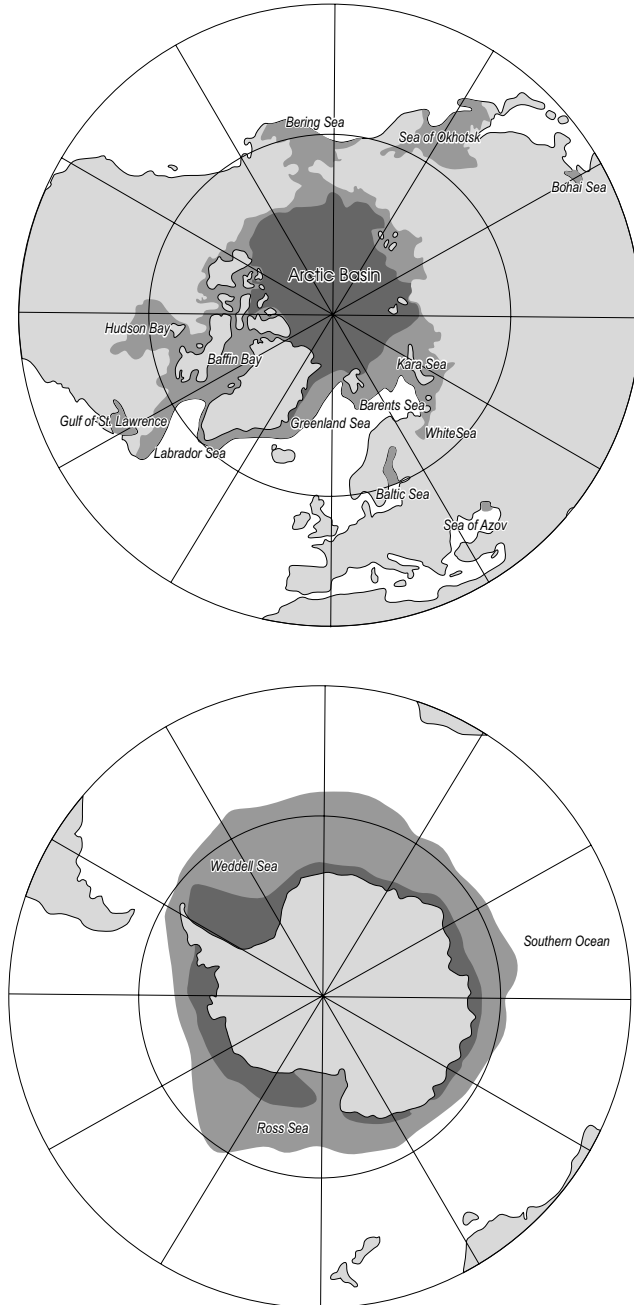 Bering Sea
Sea of Okhotsk
Bohai Sea
Arctic Basin
Hudson Bay
Baffin Bay
Kara Sea
Barents Sea
Gulf of St. Lawrence
Greenland Sea
WhiteSea
Labrador Sea
Baltic Sea
Sea of Azov
Weddell Sea
Southern Ocean
Ross Sea